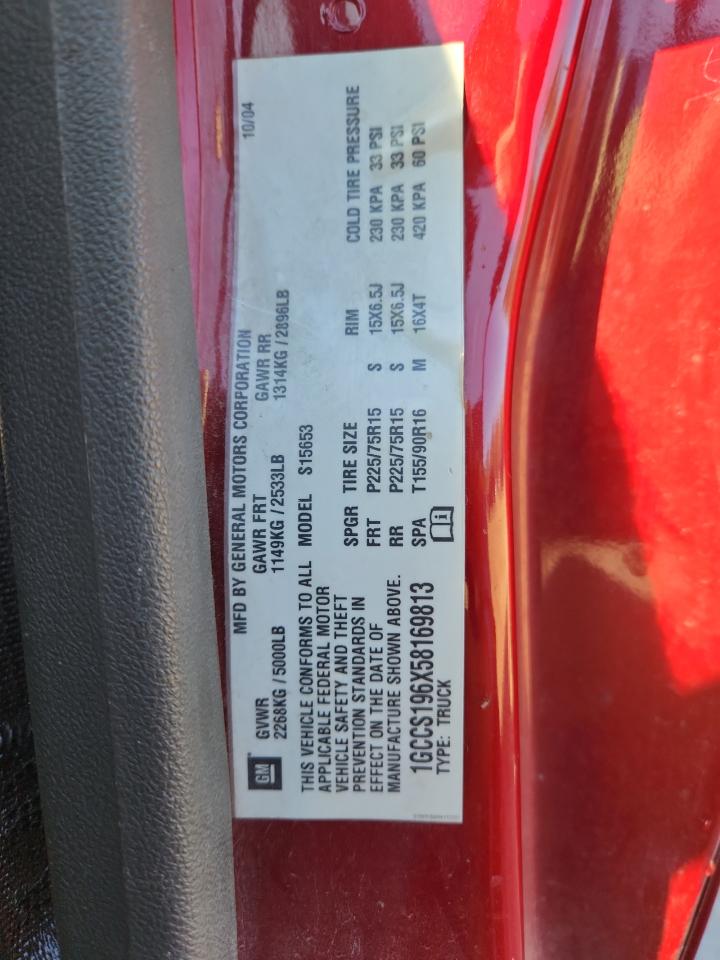 MFD BY GENERAL MOTORS CORPORATION 10/04
GM
GVWR GAWR FRT GAWR RR
2268KG / 5000LB 1149KG / 2533LB 1314KG / 2896LB
THIS VEHICLE CONFORMS TO ALL
APPLICABLE FEDERAL MOTOR
VEHICLE SAFETY AND THEFT
PREVENTION STANDARDS IN
EFFECT ON THE DATE OF
MANUFACTURE SHOWN ABOVE.
1GCCS196X58169813
TYPE: TRUCK
MODEL S15653
SPGR TIRE SIZE RIM COLD TIRE PRESSURE
FRT P225/75R15 S 15X6.5J 230 KPA 33 PSI
RR P225/75R15 S 15X6.5J 230 KPA 33 PSI
SPA T155/90R16 M 16X4T 420 KPA 60 PSI